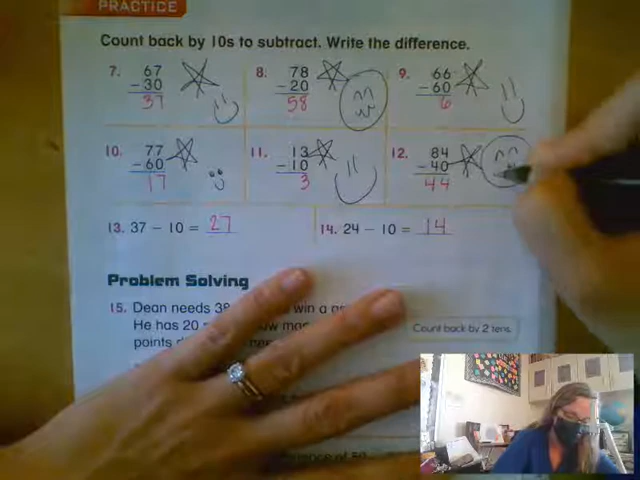 PRACTICE
Count back by 10s to subtract. Write the difference.
7. 67 8. 78 9. 66
- 30 - 20 - 60
37 58 6
10. 77 11. 13 12. 84
- 60 - 10 - 40
17 3 44
13. 37 - 10 = 27 14. 24 - 10 = 14
Problem Solving
15. Dean needs 38 win a
He has 20
points Count back by 2 tens.